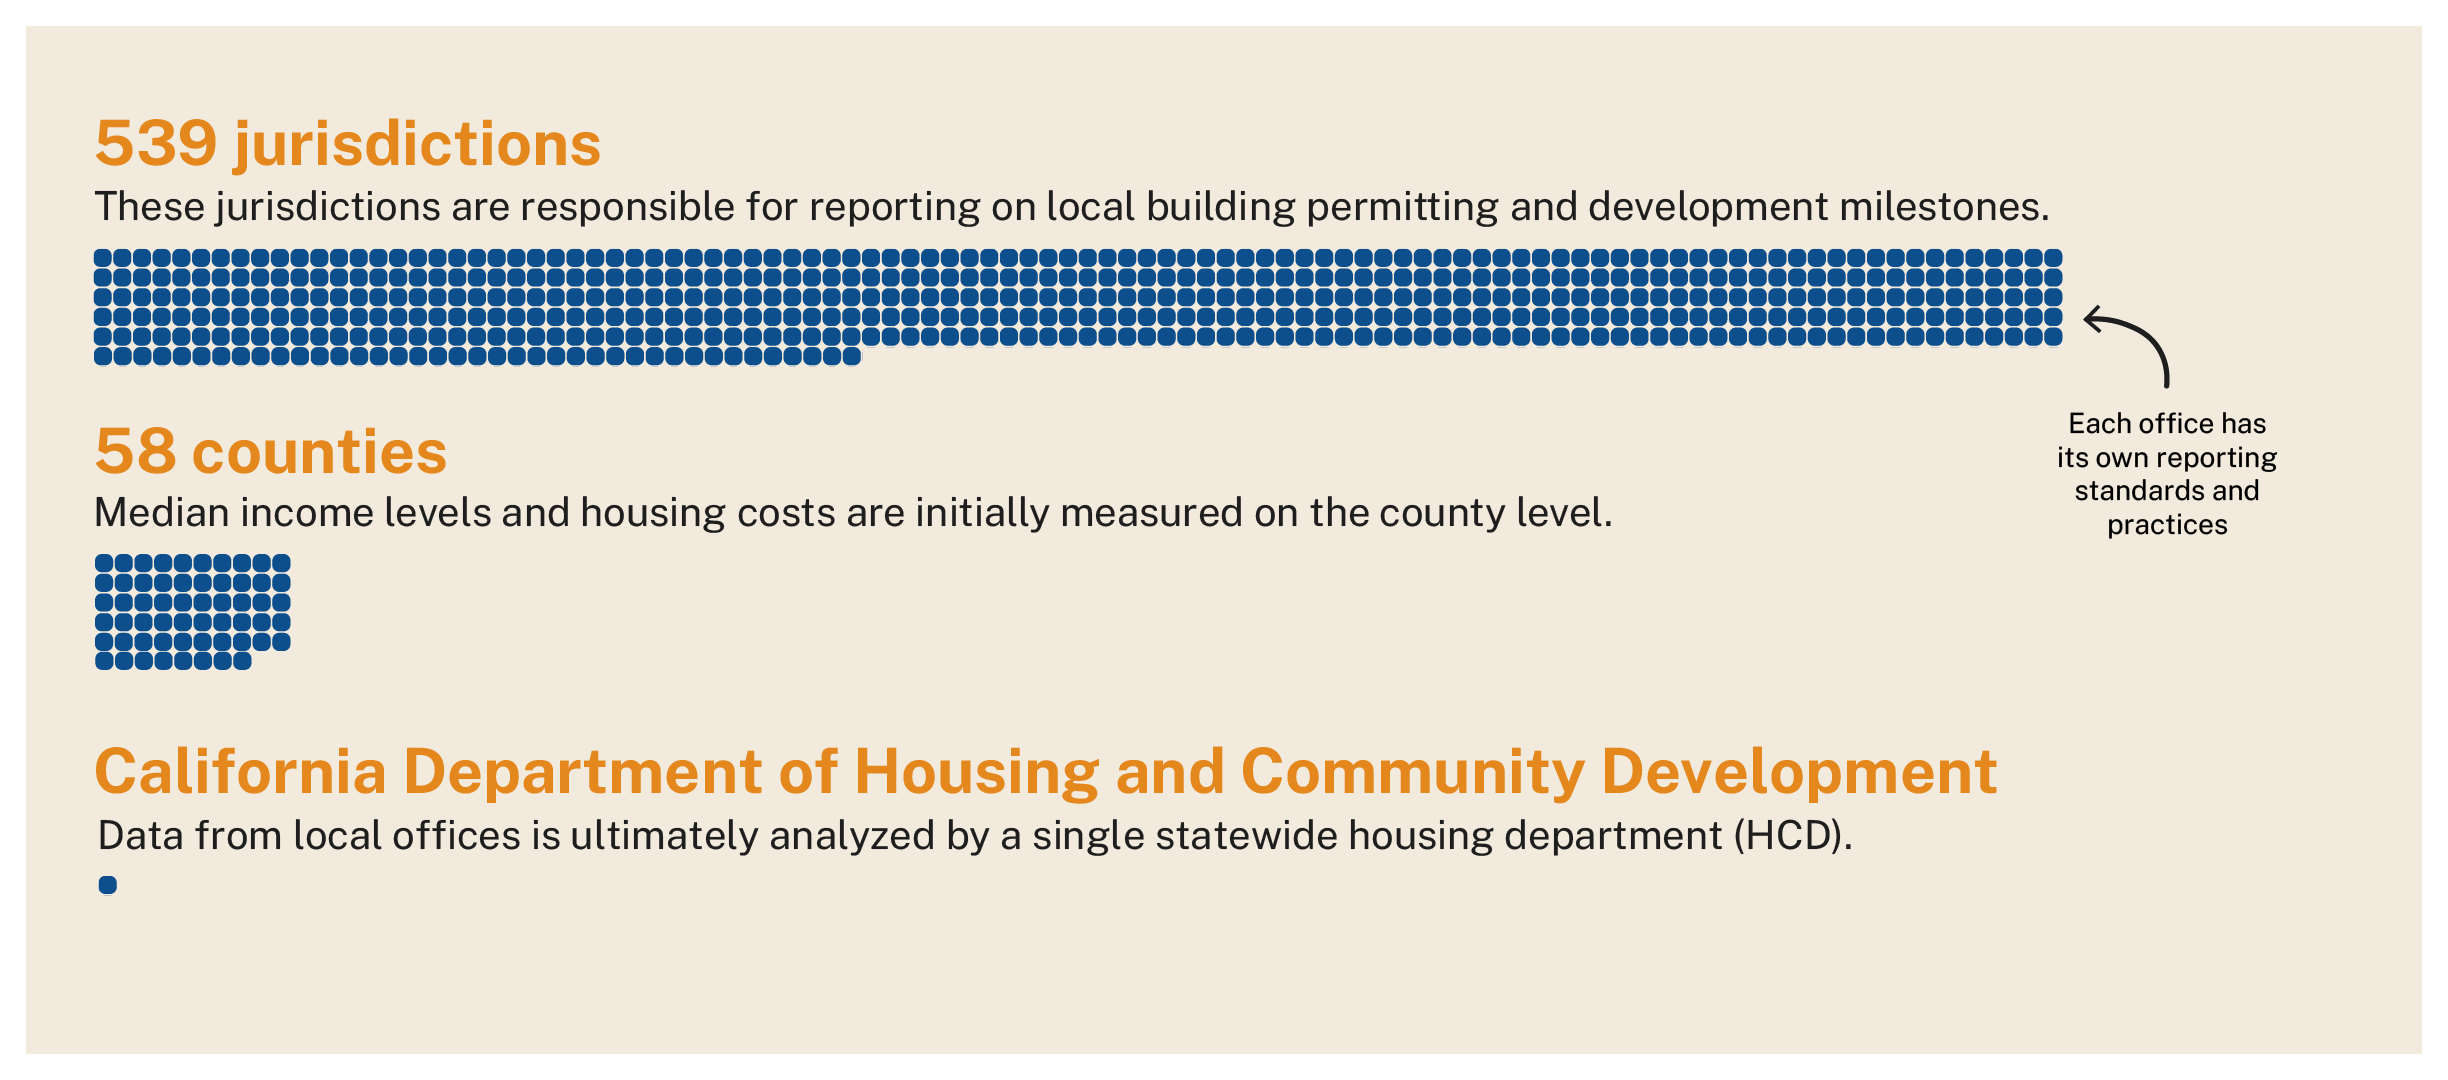 539 jurisdictions
These jurisdictions are responsible for reporting on local building permitting and development milestones.
Each office has
its own reporting
standards and
practices
58 counties
Median income levels and housing costs are initially measured on the county level.
California Department of Housing and Community Development
Data from local offices is ultimately analyzed by a single statewide housing department (HCD).